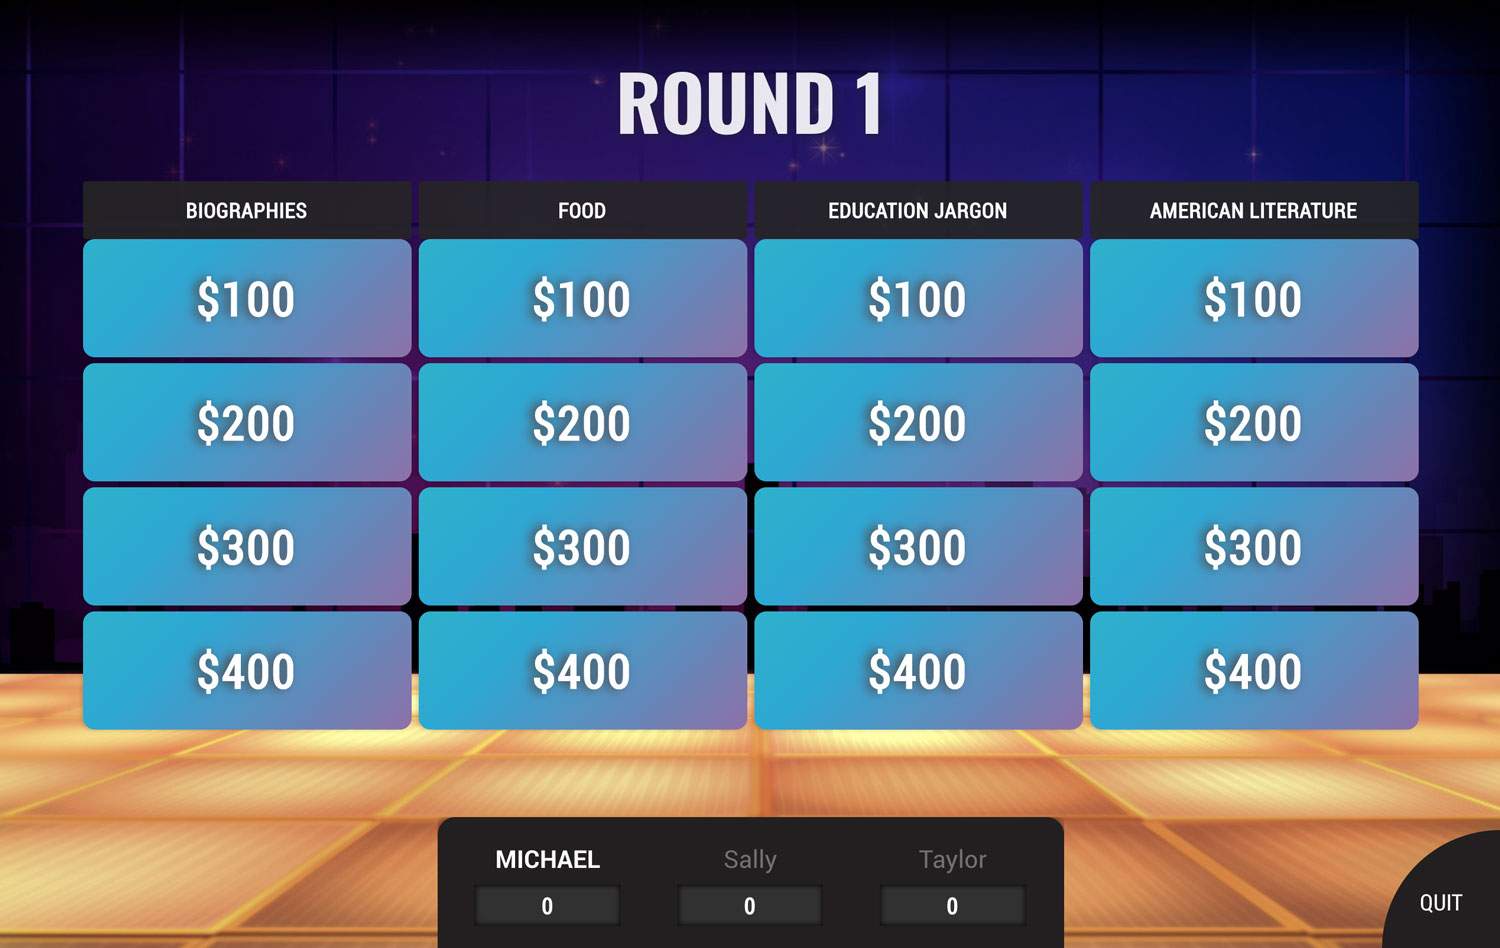 ROUND 1
BIOGRAPHIES FOOD EDUCATION JARGON AMERICAN LITERATURE
$100 $100 $100 $100
$200 $200 $200 $200
$300 $300 $300 $300
$400 $400 $400 $400
MICHAEL Sally Taylor
0 0 0
QUIT